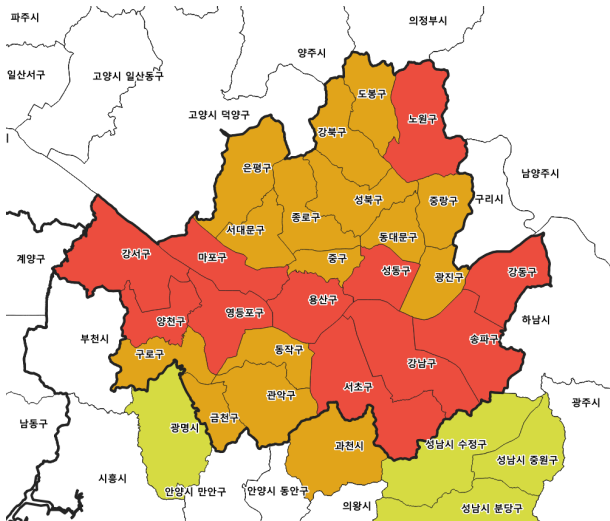 파주시
의정부시
양주시
일산서구
고양시 일산동구
도봉구
고양시 덕양구
노원구
강북구
은평구
남양주시
성북구
중랑구
구리시
종로구
서대문구
동대문구
강서구
마포구
중구
계양구
성동구
강동구
광진구
용산구
영등포구
양천구
하남시
부천시
송파구
동작구
구로구
강남구
서초구
관악구
광주시
금천구
남동구
광명시
과천시
성남시 수정구
성남시 중원구
시흥시
안양시 만안구
안양시 동안구
의왕시
성남시 분당구